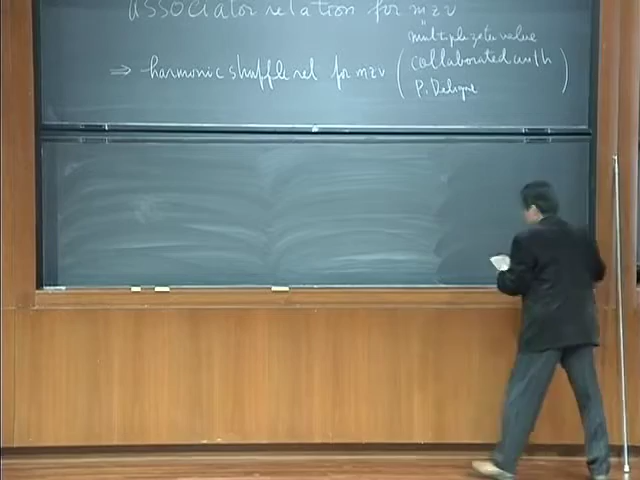 associator relation for mzv
"
multiple zeta value
⇒ harmonic shuffle rel for mzv ( collaborated with
P. Deligne )